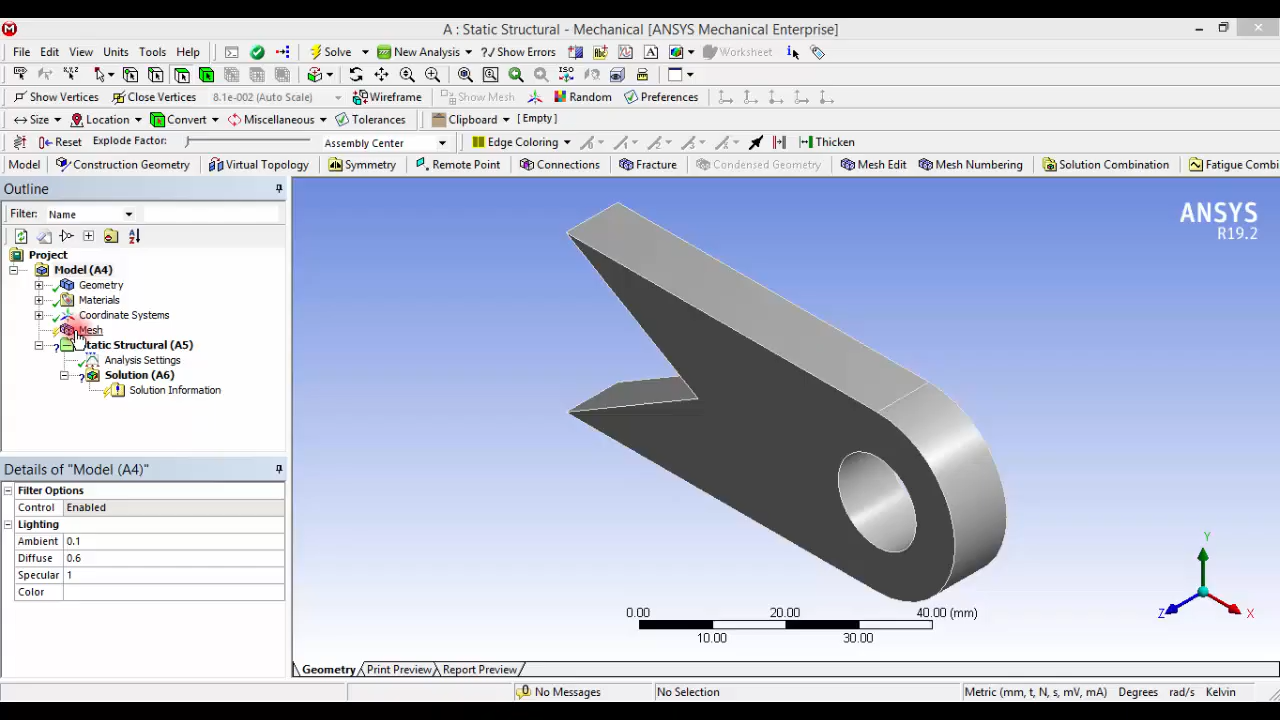 A : Static Structural - Mechanical [ANSYS Mechanical Enterprise]
File Edit View Units Tools Help Solve New Analysis ?/ Show Errors Worksheet
Show Vertices Close Vertices 8.1e-002 (Auto Scale) Wireframe Show Mesh Random Preferences
Size Location Convert Miscellaneous Tolerances Clipboard [ Empty ]
Reset Explode Factor: Assembly Center Edge Coloring Thicken
Model Construction Geometry Virtual Topology Symmetry Remote Point Connections Fracture Condensed Geometry Mesh Edit Mesh Numbering Solution Combination Fatigue Combi
Outline
Filter: Name
Project
Model (A4)
Geometry
Materials
Coordinate Systems
Mesh
Static Structural (A5)
Analysis Settings
Solution (A6)
Solution Information
Details of "Model (A4)"
Filter Options
Control Enabled
Lighting
Ambient 0.1
Diffuse 0.6
Specular 1
Color
ANSYS
R19.2
Y
Z X
0.00 20.00 40.00 (mm)
10.00 30.00
Geometry Print Preview Report Preview
No Messages No Selection Metric (mm, t, N, s, mV, mA) Degrees rad/s Kelvin